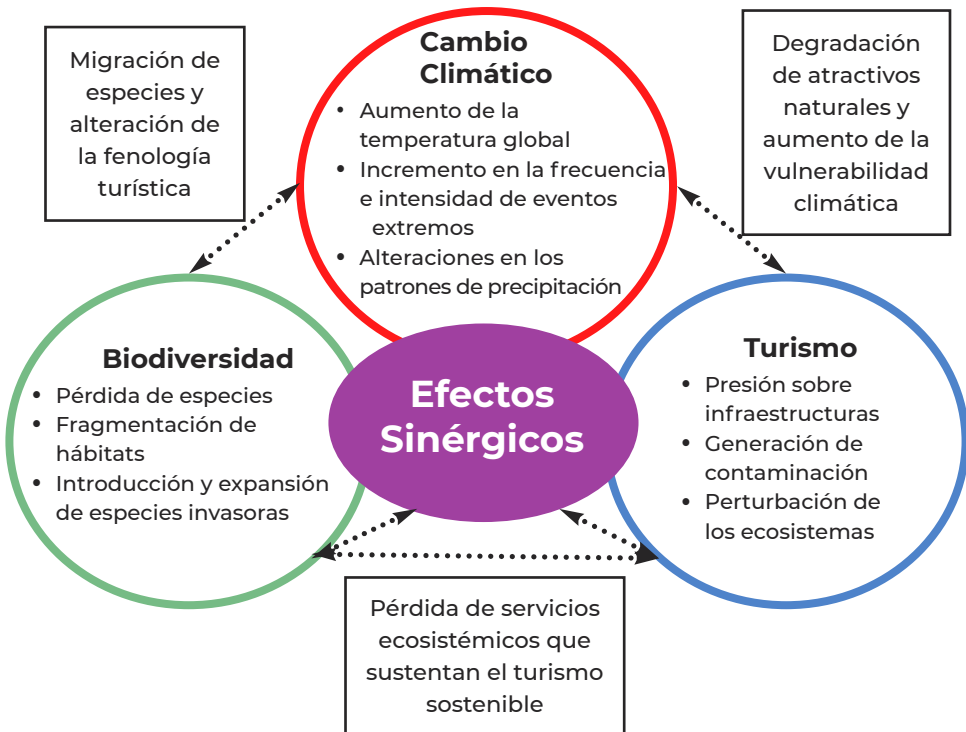 Migración de
especies y
alteración de
la fenología
turística
Cambio
Climático
• Aumento de la
temperatura global
• Incremento en la frecuencia
e intensidad de eventos
extremos
• Alteraciones en los
patrones de precipitación
Degradación
de atractivos
naturales y
aumento de la
vulnerabilidad
climática
Biodiversidad
• Pérdida de especies
• Fragmentación de
hábitats
• Introducción y expansión
de especies invasoras
Efectos
Sinérgicos
Turismo
• Presión sobre
infraestructuras
• Generación de
contaminación
• Perturbación de
los ecosistemas
Pérdida de servicios
ecosistémicos que
sustentan el turismo
sostenible